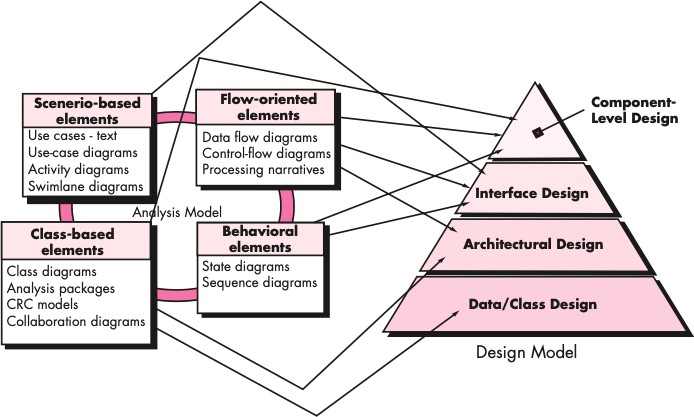 Scenerio-based
elements
Use cases - text
Use-case diagrams
Activity diagrams
Swimlane diagrams
Flow-oriented
elements
Data flow diagrams
Control-flow diagrams
Processing narratives
Analysis Model
Class-based
elements
Class diagrams
Analysis packages
CRC models
Collaboration diagrams
Behavioral
elements
State diagrams
Sequence diagrams
Component-
Level Design
Interface Design
Architectural Design
Data/Class Design
Design Model